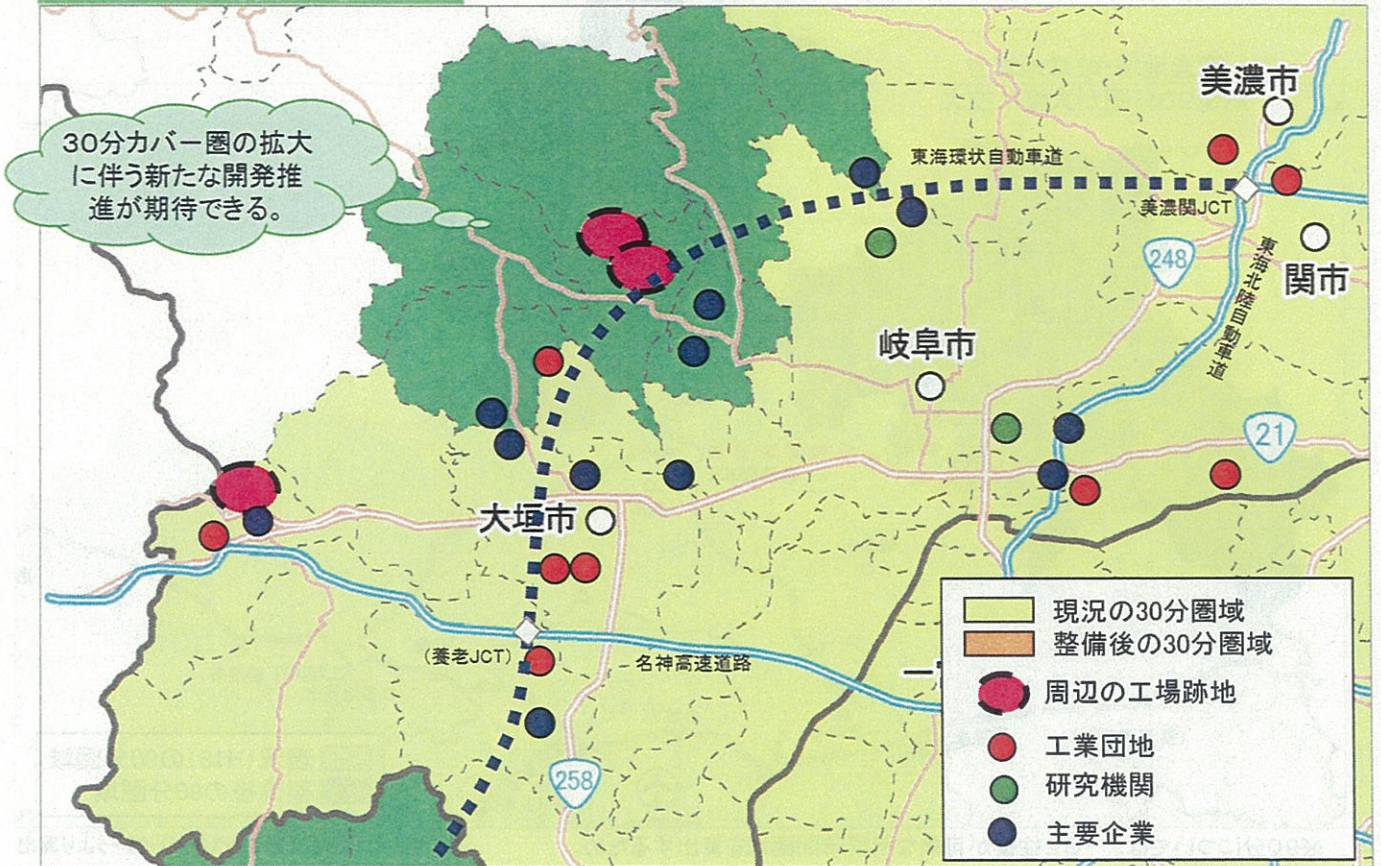 30分カバー圏の拡大
に伴う新たな開発推
進が期待できる。
美濃市
東海環状自動車道
美濃関JCT
248
関市
東海北陸自動車道
岐阜市
21
大垣市
(養老JCT)
名神高速道路
一
258
現況の30分圏域
整備後の30分圏域
周辺の工場跡地
工業団地
研究機関
主要企業